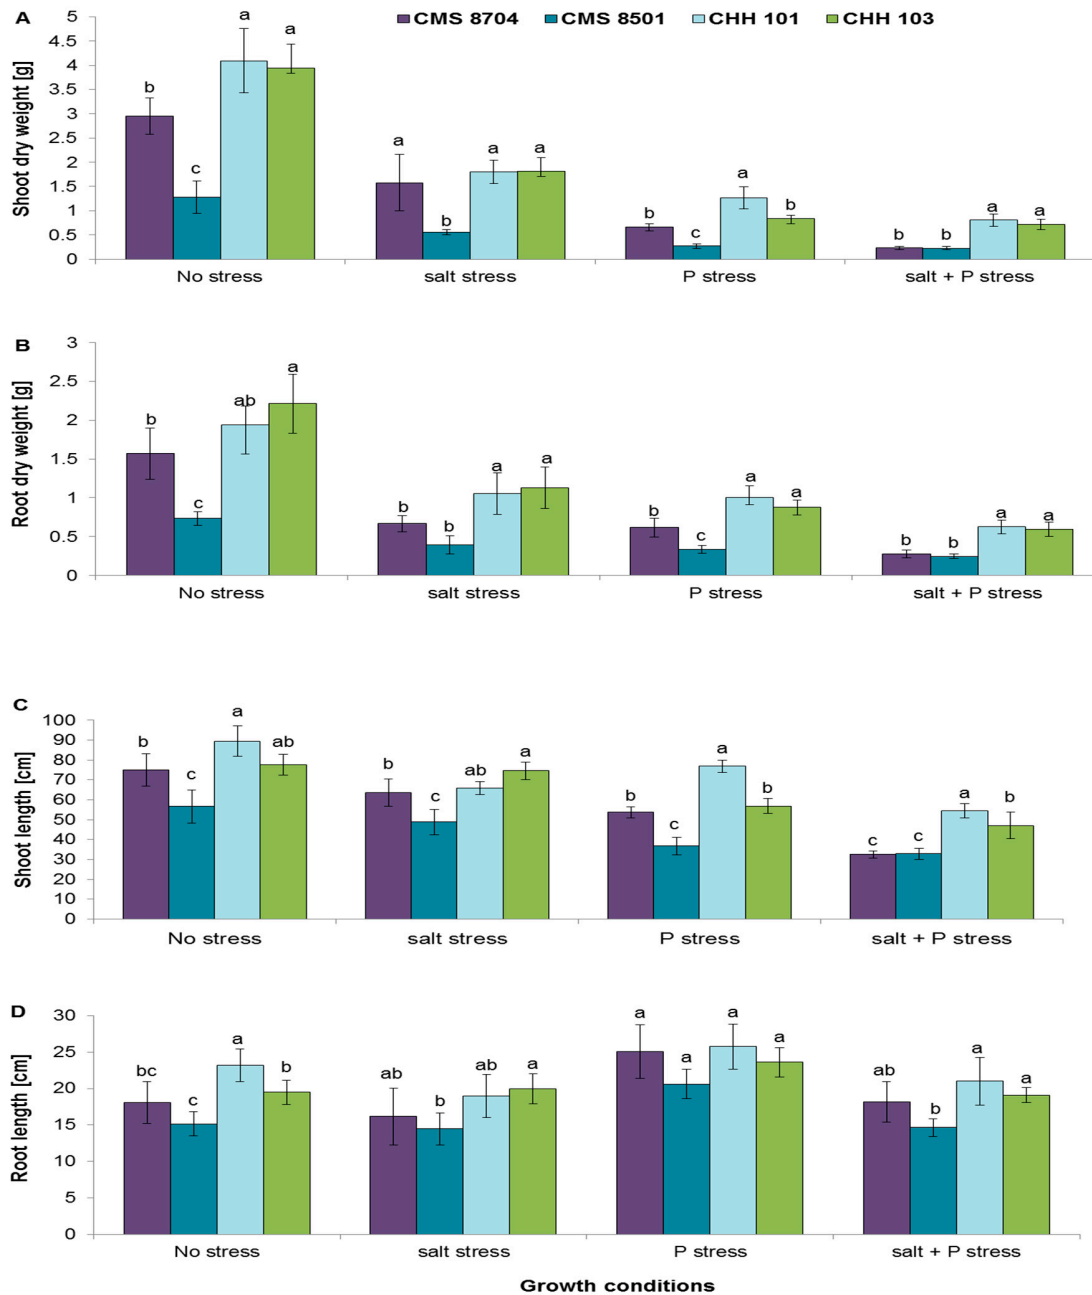 A
CMS 8704 CMS 8501 CHH 101 CHH 103
Shoot dry weight [g]
5
4.5
4
3.5
3
2.5
2
1.5
1
0.5
0
b c a a
a b a a
b c a b
b b a a
No stress salt stress P stress salt + P stress
B
Root dry weight [g]
3
2.5
2
1.5
1
0.5
0
b c ab a
b b a a
b c a a
b b a a
No stress salt stress P stress salt + P stress
C
Shoot length [cm]
100
90
80
70
60
50
40
30
20
10
0
b c a ab
b c ab a
b c a b
c c a b
No stress salt stress P stress salt + P stress
D
Root length [cm]
30
25
20
15
10
5
0
bc c a b
ab b ab a
a a a a
ab b a a
No stress salt stress P stress salt + P stress
Growth conditions